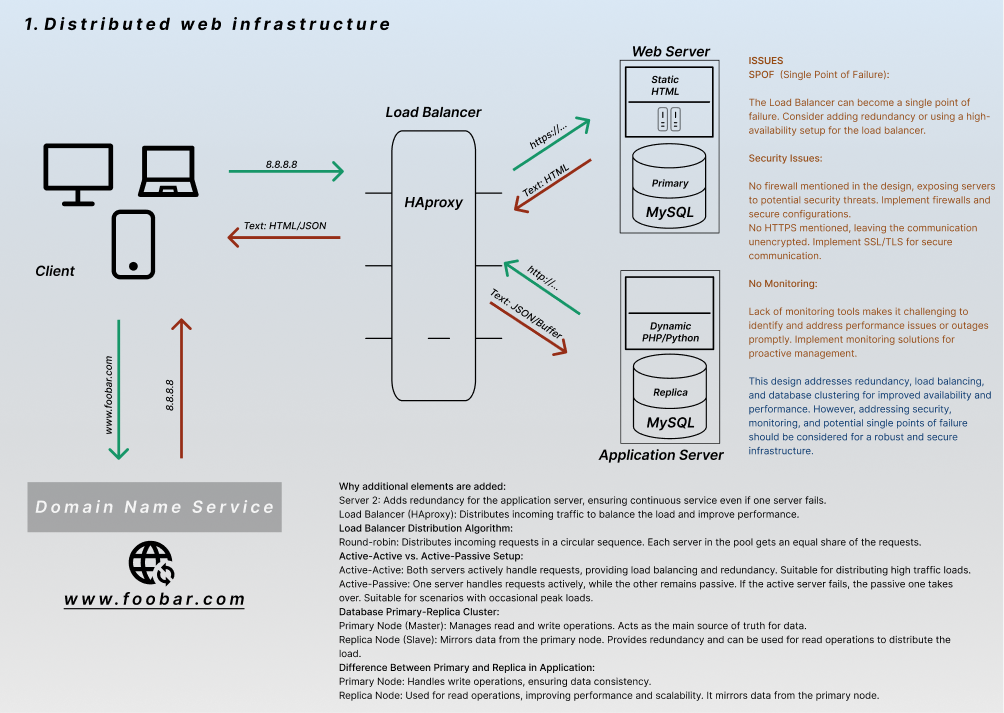 1. Distributed web infrastructure
Web Server
Static
HTML
Primary
MySQL
Load Balancer
HAproxy
8.8.8.8
Text: HTML/JSON
https://...
Text: HTML
http://...
Text: JSON/Buffer
Client
www.foobar.com
8.8.8.8
Dynamic
PHP/Python
Replica
MySQL
Application Server
Domain Name Service
www.foobar.com
ISSUES
SPOF (Single Point of Failure):
The Load Balancer can become a single point of
failure. Consider adding redundancy or using a high-
availability setup for the load balancer.
Security Issues:
No firewall mentioned in the design, exposing servers
to potential security threats. Implement firewalls and
secure configurations.
No HTTPS mentioned, leaving the communication
unencrypted. Implement SSL/TLS for secure
communication.
No Monitoring:
Lack of monitoring tools makes it challenging to
identify and address performance issues or outages
promptly. Implement monitoring solutions for
proactive management.
This design addresses redundancy, load balancing,
and database clustering for improved availability and
performance. However, addressing security,
monitoring, and potential single points of failure
should be considered for a robust and secure
infrastructure.
Why additional elements are added:
Server 2: Adds redundancy for the application server, ensuring continuous service even if one server fails.
Load Balancer (HAproxy): Distributes incoming traffic to balance the load and improve performance.
Load Balancer Distribution Algorithm:
Round-robin: Distributes incoming requests in a circular sequence. Each server in the pool gets an equal share of the requests.
Active-Active vs. Active-Passive Setup:
Active-Active: Both servers actively handle requests, providing load balancing and redundancy. Suitable for distributing high traffic loads.
Active-Passive: One server handles requests actively, while the other remains passive. If the active server fails, the passive one takes
over. Suitable for scenarios with occasional peak loads.
Database Primary-Replica Cluster:
Primary Node (Master): Manages read and write operations. Acts as the main source of truth for data.
Replica Node (Slave): Mirrors data from the primary node. Provides redundancy and can be used for read operations to distribute the
load.
Difference Between Primary and Replica in Application:
Primary Node: Handles write operations, ensuring data consistency.
Replica Node: Used for read operations, improving performance and scalability. It mirrors data from the primary node.